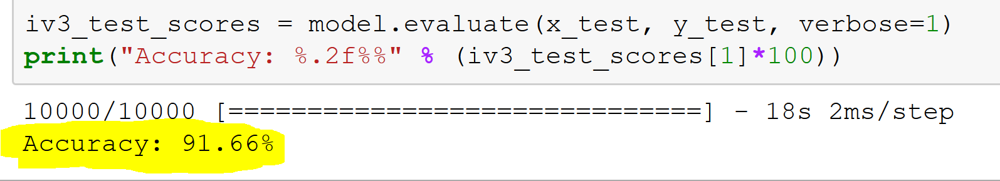 iv3_test_scores = model.evaluate(x_test, y_test, verbose=1)
print("Accuracy: %.2f%%" % (iv3_test_scores[1]*100))
10000/10000 [==============================] - 18s 2ms/step
Accuracy: 91.66%